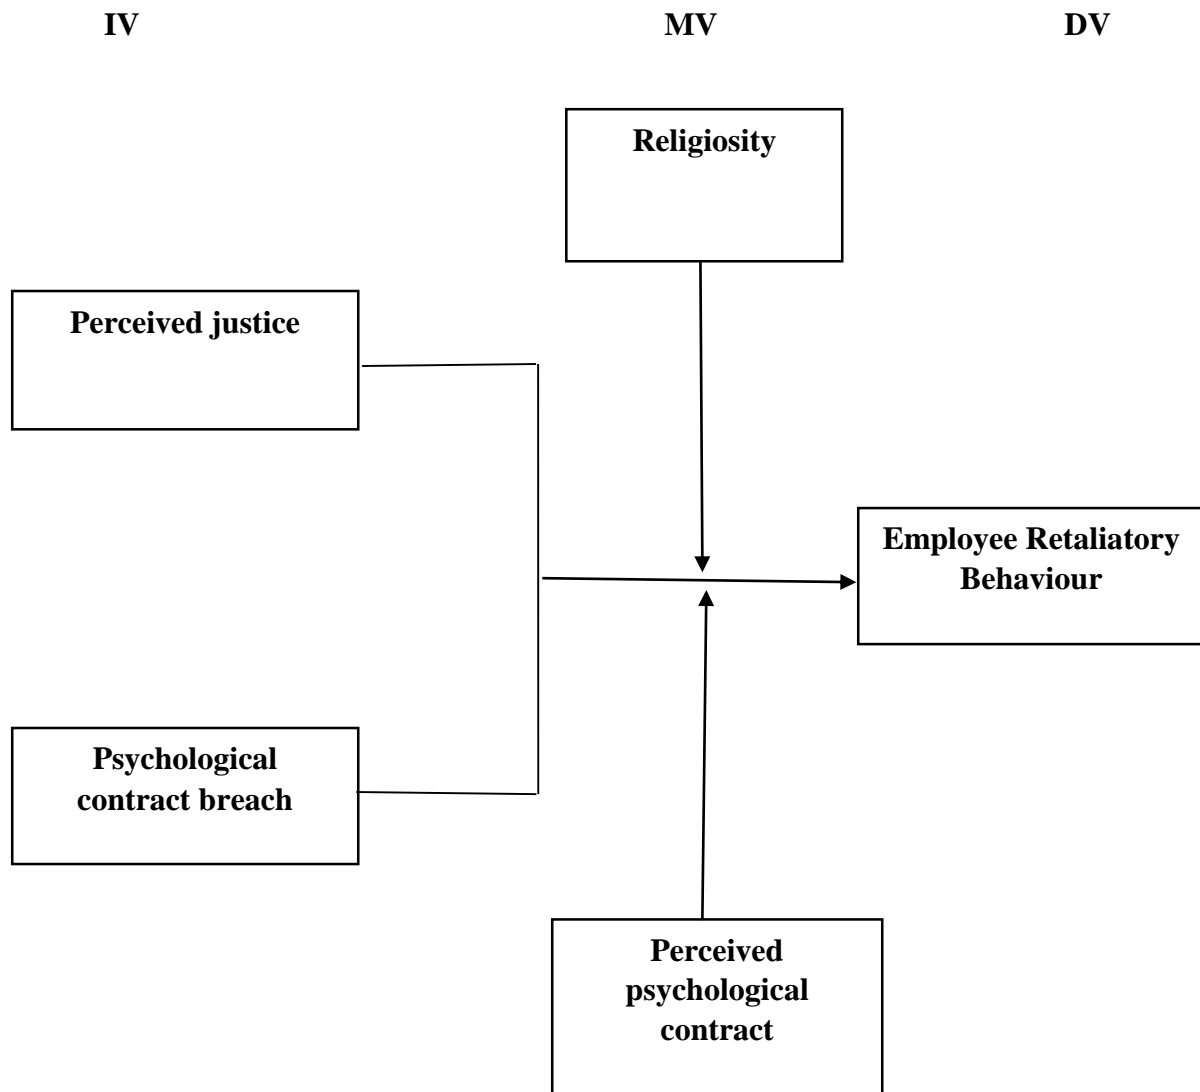 IV
MV
DV
Religiosity
Perceived justice
Employee Retaliatory
Behaviour
Psychological
contract breach
Perceived
psychological
contract